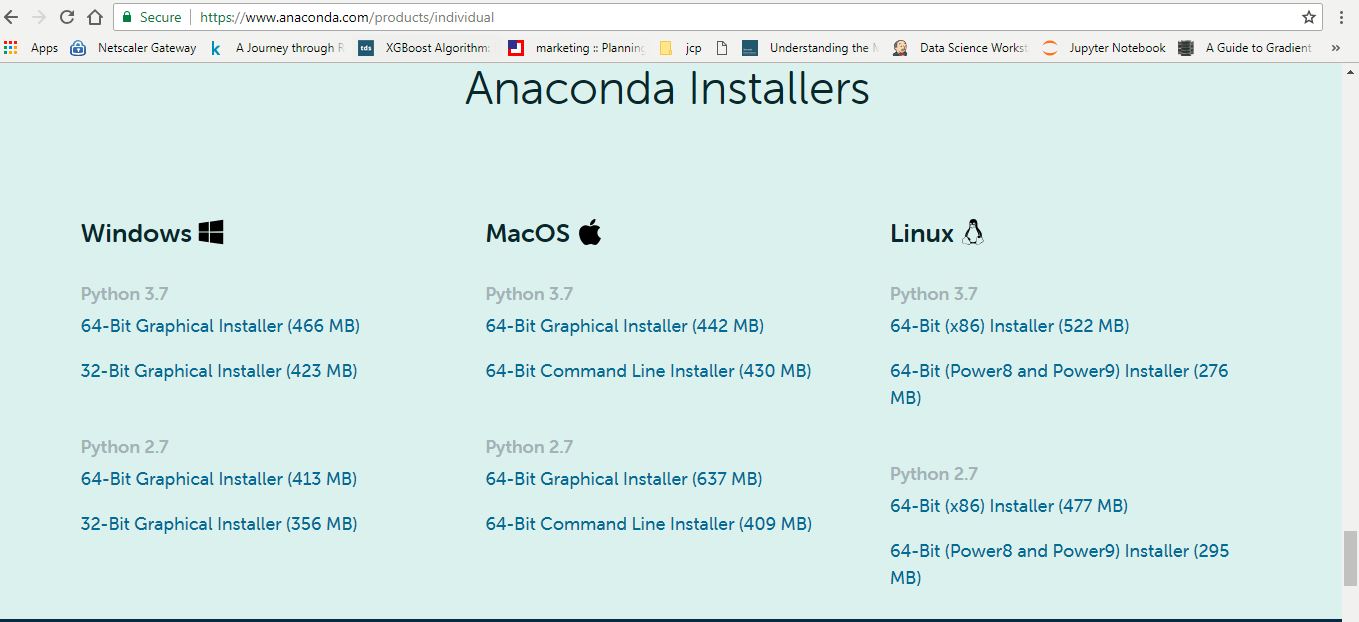 Secure https://www.anaconda.com/products/individual
Apps Netscaler Gateway A Journey through R tds XGBoost Algorithm: marketing :: Planning jcp Understanding the Data Science Workst Jupyter Notebook A Guide to Gradient »
Anaconda Installers
Windows MacOS Linux
Python 3.7 Python 3.7 Python 3.7
64-Bit Graphical Installer (466 MB) 64-Bit Graphical Installer (442 MB) 64-Bit (x86) Installer (522 MB)
32-Bit Graphical Installer (423 MB) 64-Bit Command Line Installer (430 MB) 64-Bit (Power8 and Power9) Installer (276
MB)
Python 2.7 Python 2.7
Python 2.7
64-Bit Graphical Installer (413 MB) 64-Bit Graphical Installer (637 MB)
64-Bit (x86) Installer (477 MB)
32-Bit Graphical Installer (356 MB) 64-Bit Command Line Installer (409 MB)
64-Bit (Power8 and Power9) Installer (295
MB)